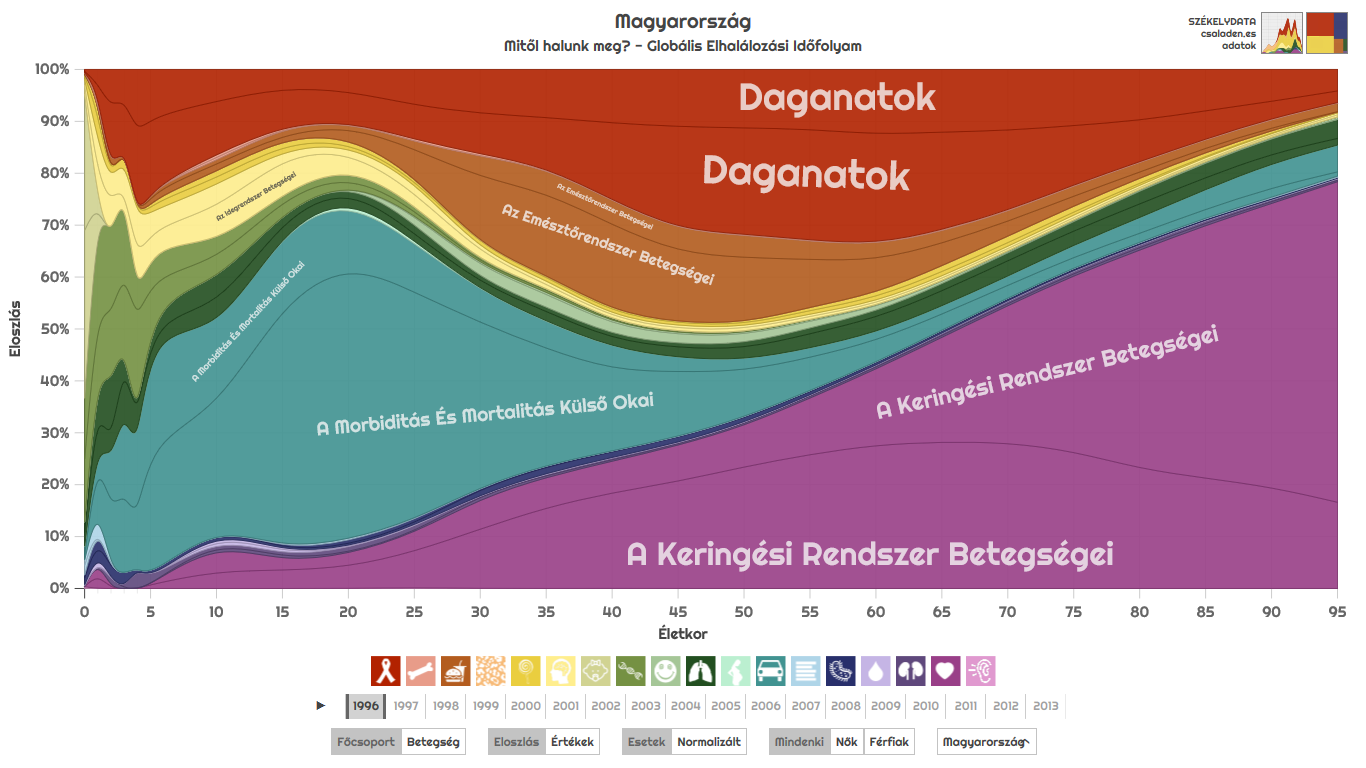 Magyarország
Mitől halunk meg? - Globális Elhalálozási Időfolyam
SZÉKELYDATA
csaladen.es
adatok
100%
90%
80%
70%
60%
50%
40%
30%
20%
10%
0%
Eloszlás
Daganatok
Daganatok
Az Idegrendszer Betegségei
Az Emésztőrendszer Betegségei
Az Emésztőrendszer Betegségei
A Morbiditás És Mortalitás Külső Okai
A Morbiditás És Mortalitás Külső Okai
A Keringési Rendszer Betegségei
A Keringési Rendszer Betegségei
0 5 10 15 20 25 30 35 40 45 50 55 60 65 70 75 80 85 90 95
Életkor
1996 1997 1998 1999 2000 2001 2002 2003 2004 2005 2006 2007 2008 2009 2010 2011 2012 2013
Főcsoport Betegség Eloszlás Értékek Esetek Normalizált Mindenki Nők Férfiak Magyarország